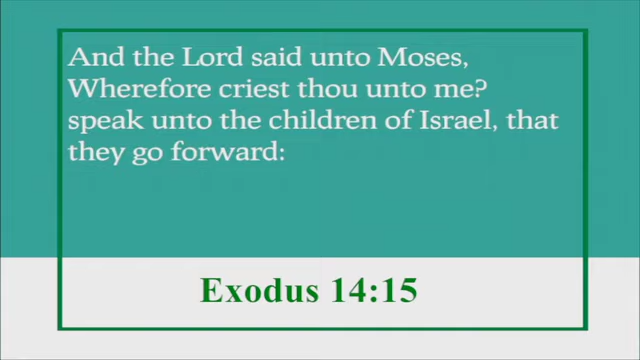 And the Lord said unto Moses,
Wherefore criest thou unto me?
speak unto the children of Israel, that
they go forward:
Exodus 14:15